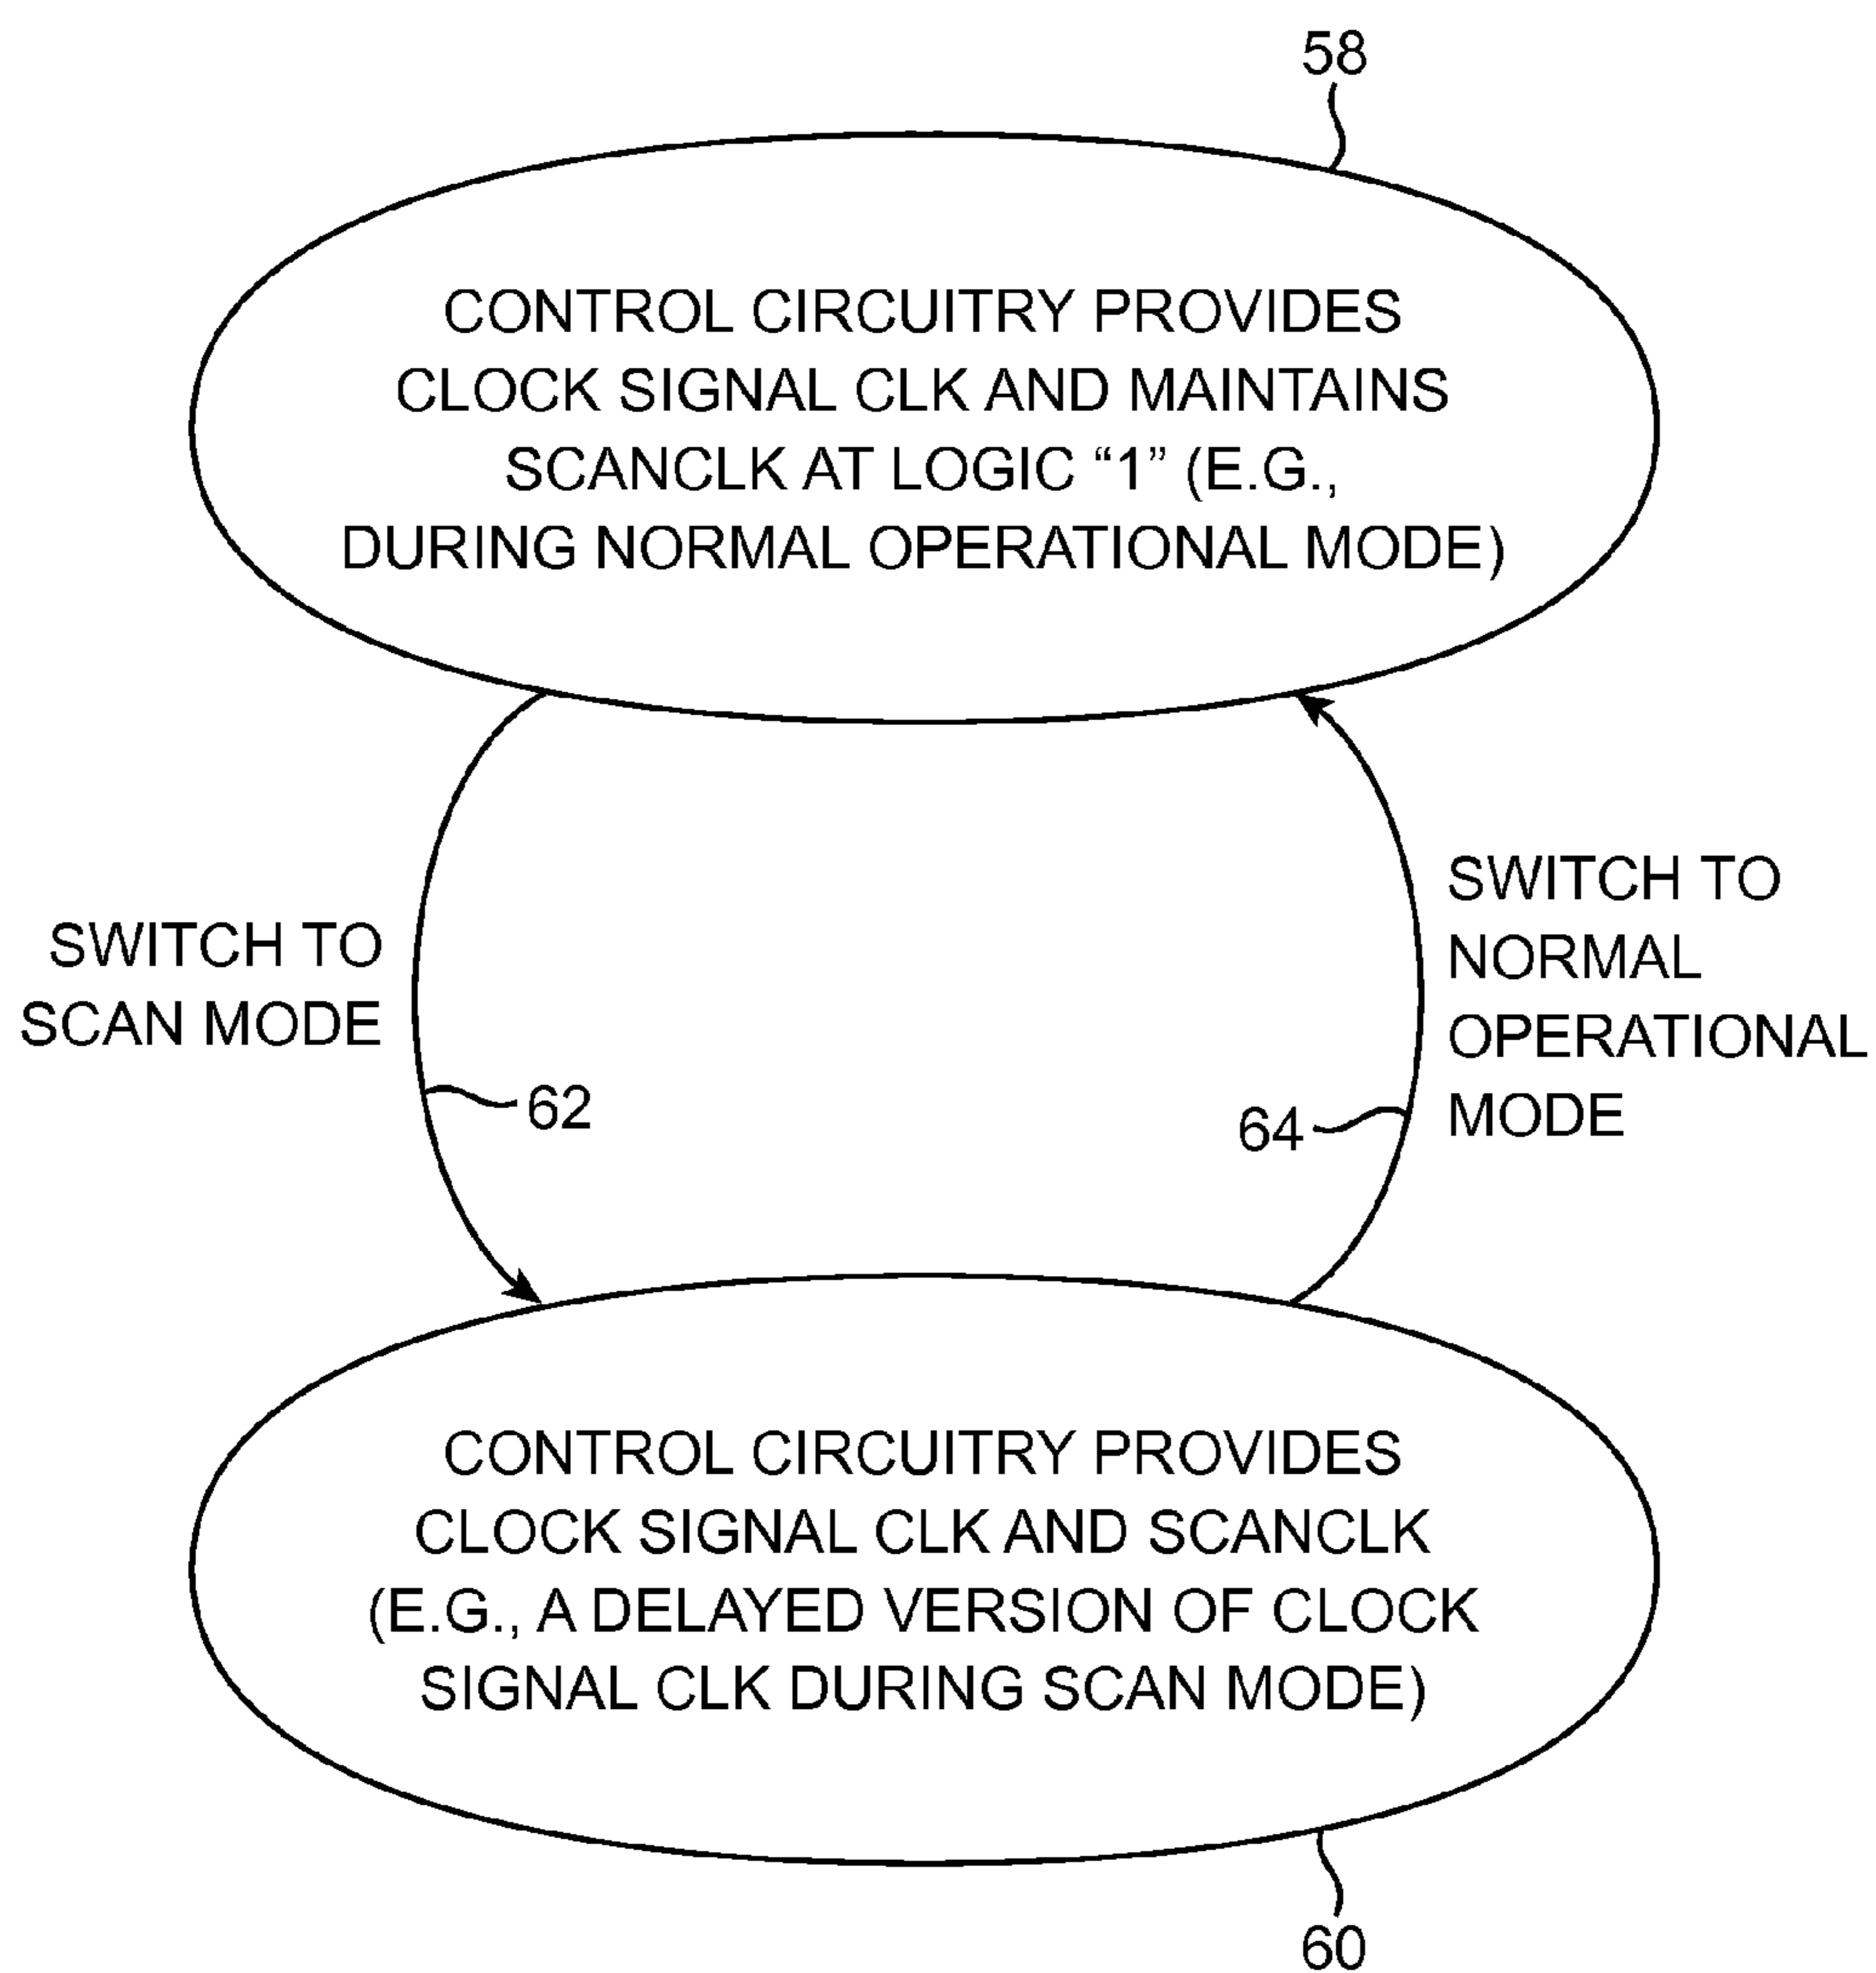 58
CONTROL CIRCUITRY PROVIDES
CLOCK SIGNAL CLK AND MAINTAINS
SCANCLK AT LOGIC “1” (E.G.,
DURING NORMAL OPERATIONAL MODE)
SWITCH TO
SCAN MODE
62
SWITCH TO
NORMAL
OPERATIONAL
MODE
64
CONTROL CIRCUITRY PROVIDES
CLOCK SIGNAL CLK AND SCANCLK
(E.G., A DELAYED VERSION OF CLOCK
SIGNAL CLK DURING SCAN MODE)
60